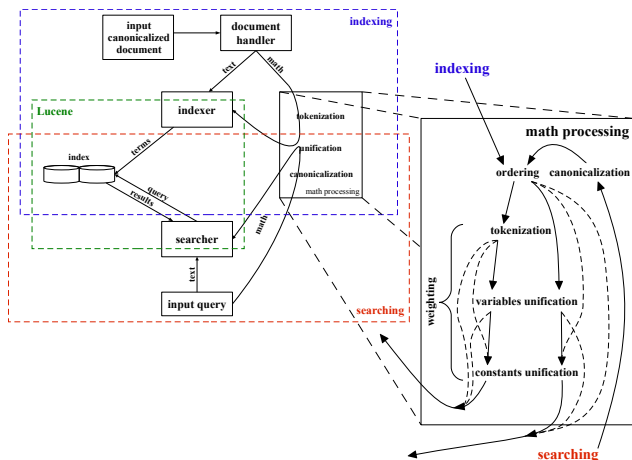 input
canonicalized
document
document
handler
indexing
text
math
indexing
Lucene
indexer
tokenization
math processing
terms
unification
ordering
canonicalization
index
canonicalization
query
math processing
results
tokenization
searcher
math
weighting
text
variables unification
input query
searching
constants unification
searching